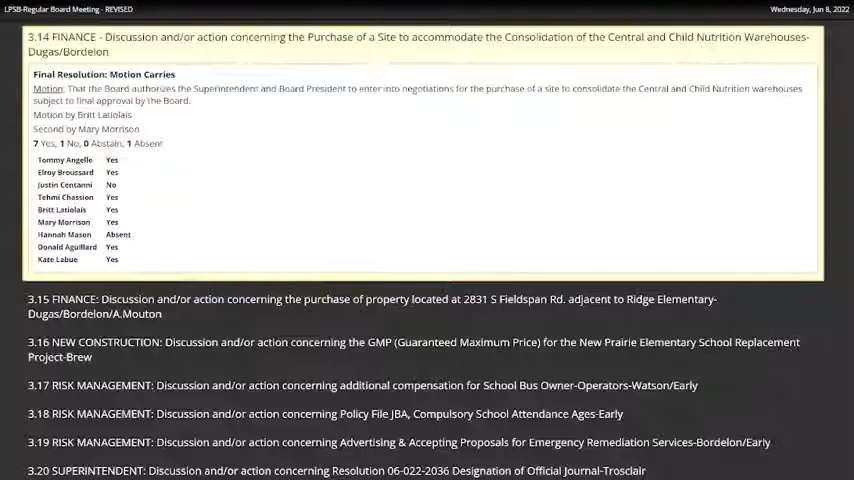 LPSB-Regular Board Meeting - REVISED
Wednesday, Jun 8, 2022
3.14 FINANCE - Discussion and/or action concerning the Purchase of a Site to accommodate the Consolidation of the Central and Child Nutrition Warehouses-
Dugas/Bordelon
Final Resolution: Motion Carries
Motion: That the Board authorizes the Superintendent and Board President to enter into negotiations for the purchase of a site to consolidate the Central and Child Nutrition warehouses
subject to final approval by the Board.
Motion by Britt Latiolais
Second by Mary Morrison
7 Yes, 1 No, 0 Abstain, 1 Absent
Tommy Angelle Yes
Elroy Broussard Yes
Justin Centanni No
Tehmi Chassion Yes
Britt Latiolais Yes
Mary Morrison Yes
Hannah Mason Absent
Donald Aguillard Yes
Kate Labue Yes
3.15 FINANCE: Discussion and/or action concerning the purchase of property located at 2831 S Fieldspan Rd. adjacent to Ridge Elementary-
Dugas/Bordelon/A.Mouton
3.16 NEW CONSTRUCTION: Discussion and/or action concerning the GMP (Guaranteed Maximum Price) for the New Prairie Elementary School Replacement
Project-Brew
3.17 RISK MANAGEMENT: Discussion and/or action concerning additional compensation for School Bus Owner-Operators-Watson/Early
3.18 RISK MANAGEMENT: Discussion and/or action concerning Policy File JBA, Compulsory School Attendance Ages-Early
3.19 RISK MANAGEMENT: Discussion and/or action concerning Advertising & Accepting Proposals for Emergency Remediation Services-Bordelon/Early
3.20 SUPERINTENDENT: Discussion and/or action concerning Resolution 06-022-2036 Designation of Official Journal-Trosclair